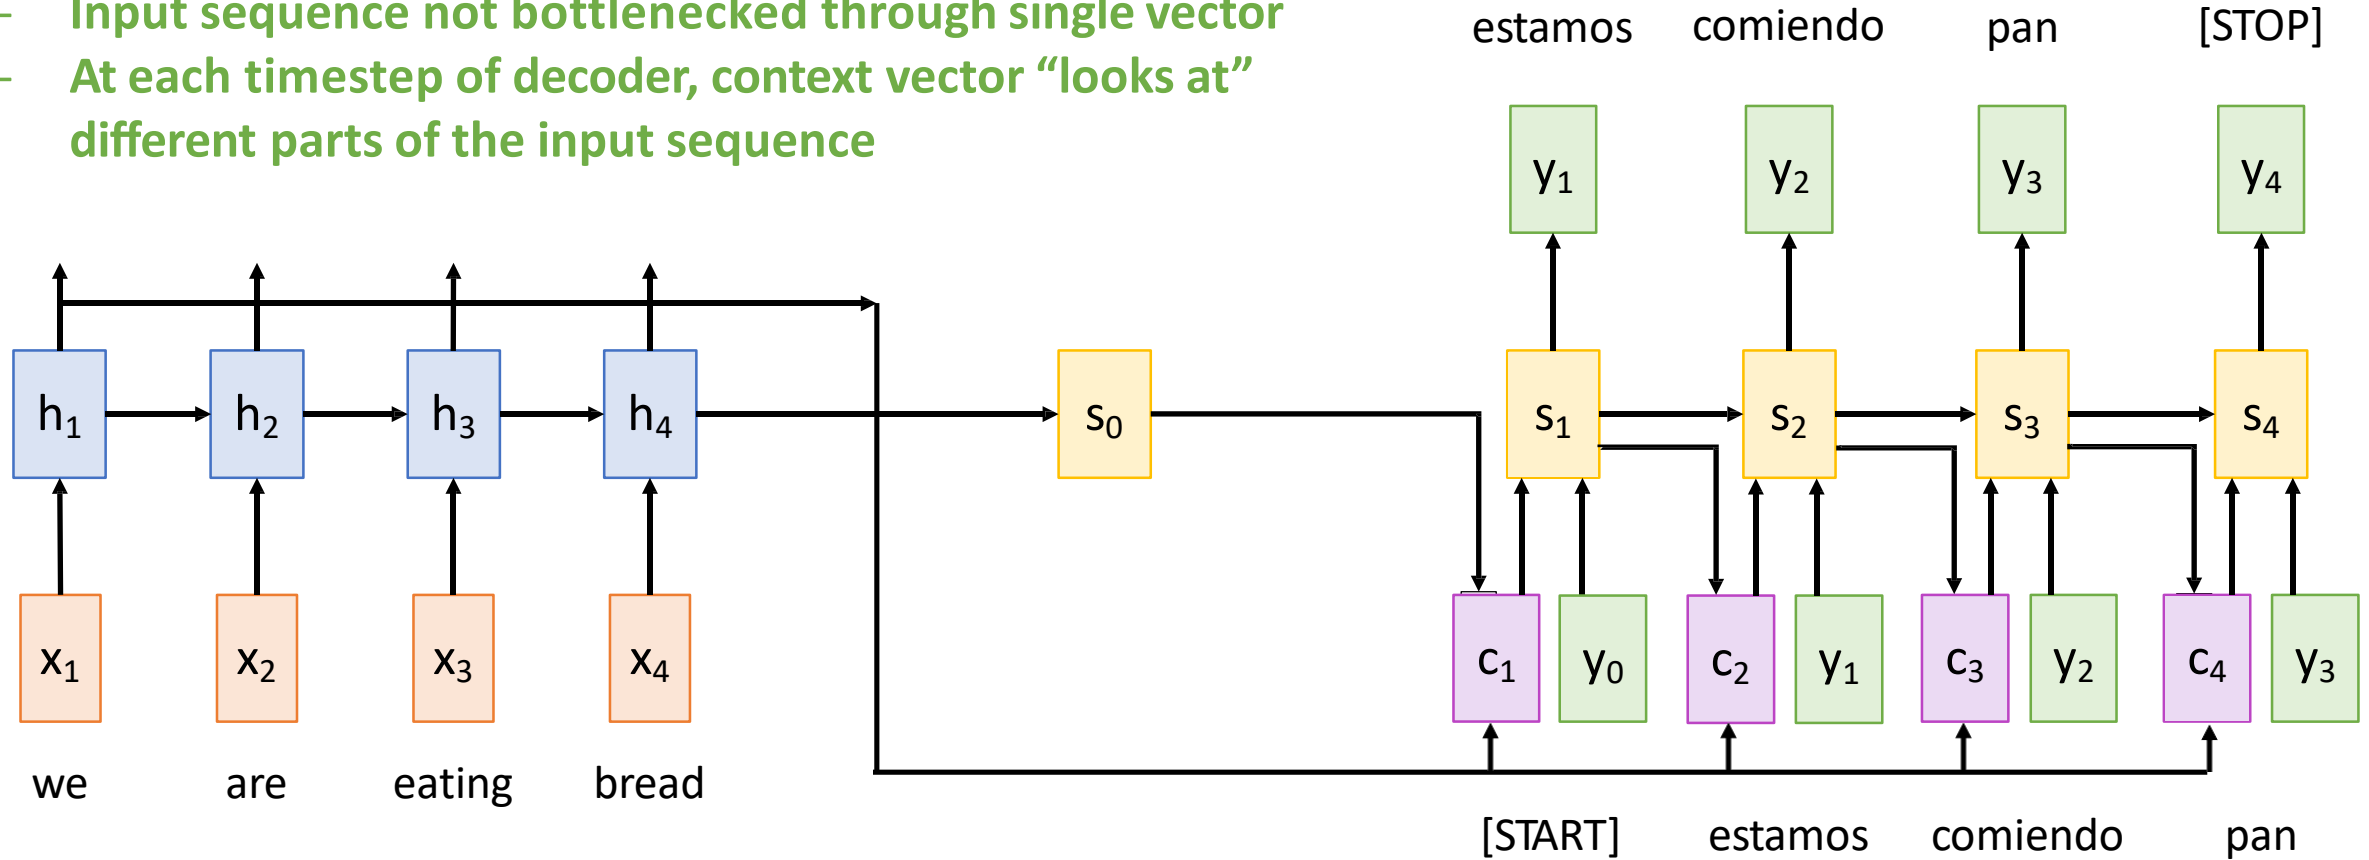 - Input sequence not bottlenecked through single vector
- At each timestep of decoder, context vector “looks at”
different parts of the input sequence
estamos comiendo pan [STOP]
y1 y2 y3 y4
h1 h2 h3 h4 s0 s1 s2 s3 s4
x1 x2 x3 x4 c1 y0 c2 y1 c3 y2 c4 y3
we are eating bread
[START] estamos comiendo pan